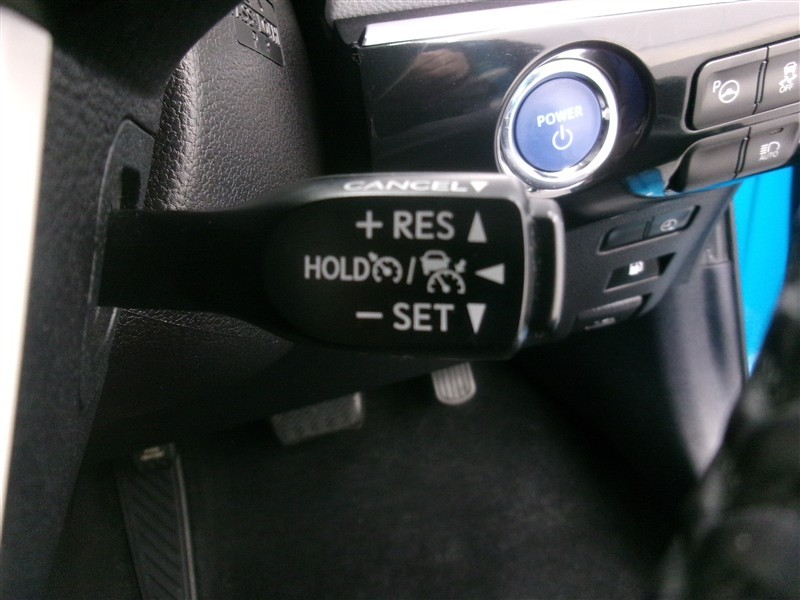 POWER
P
AUTO
CANCEL
+ RES
HOLD /
− SET